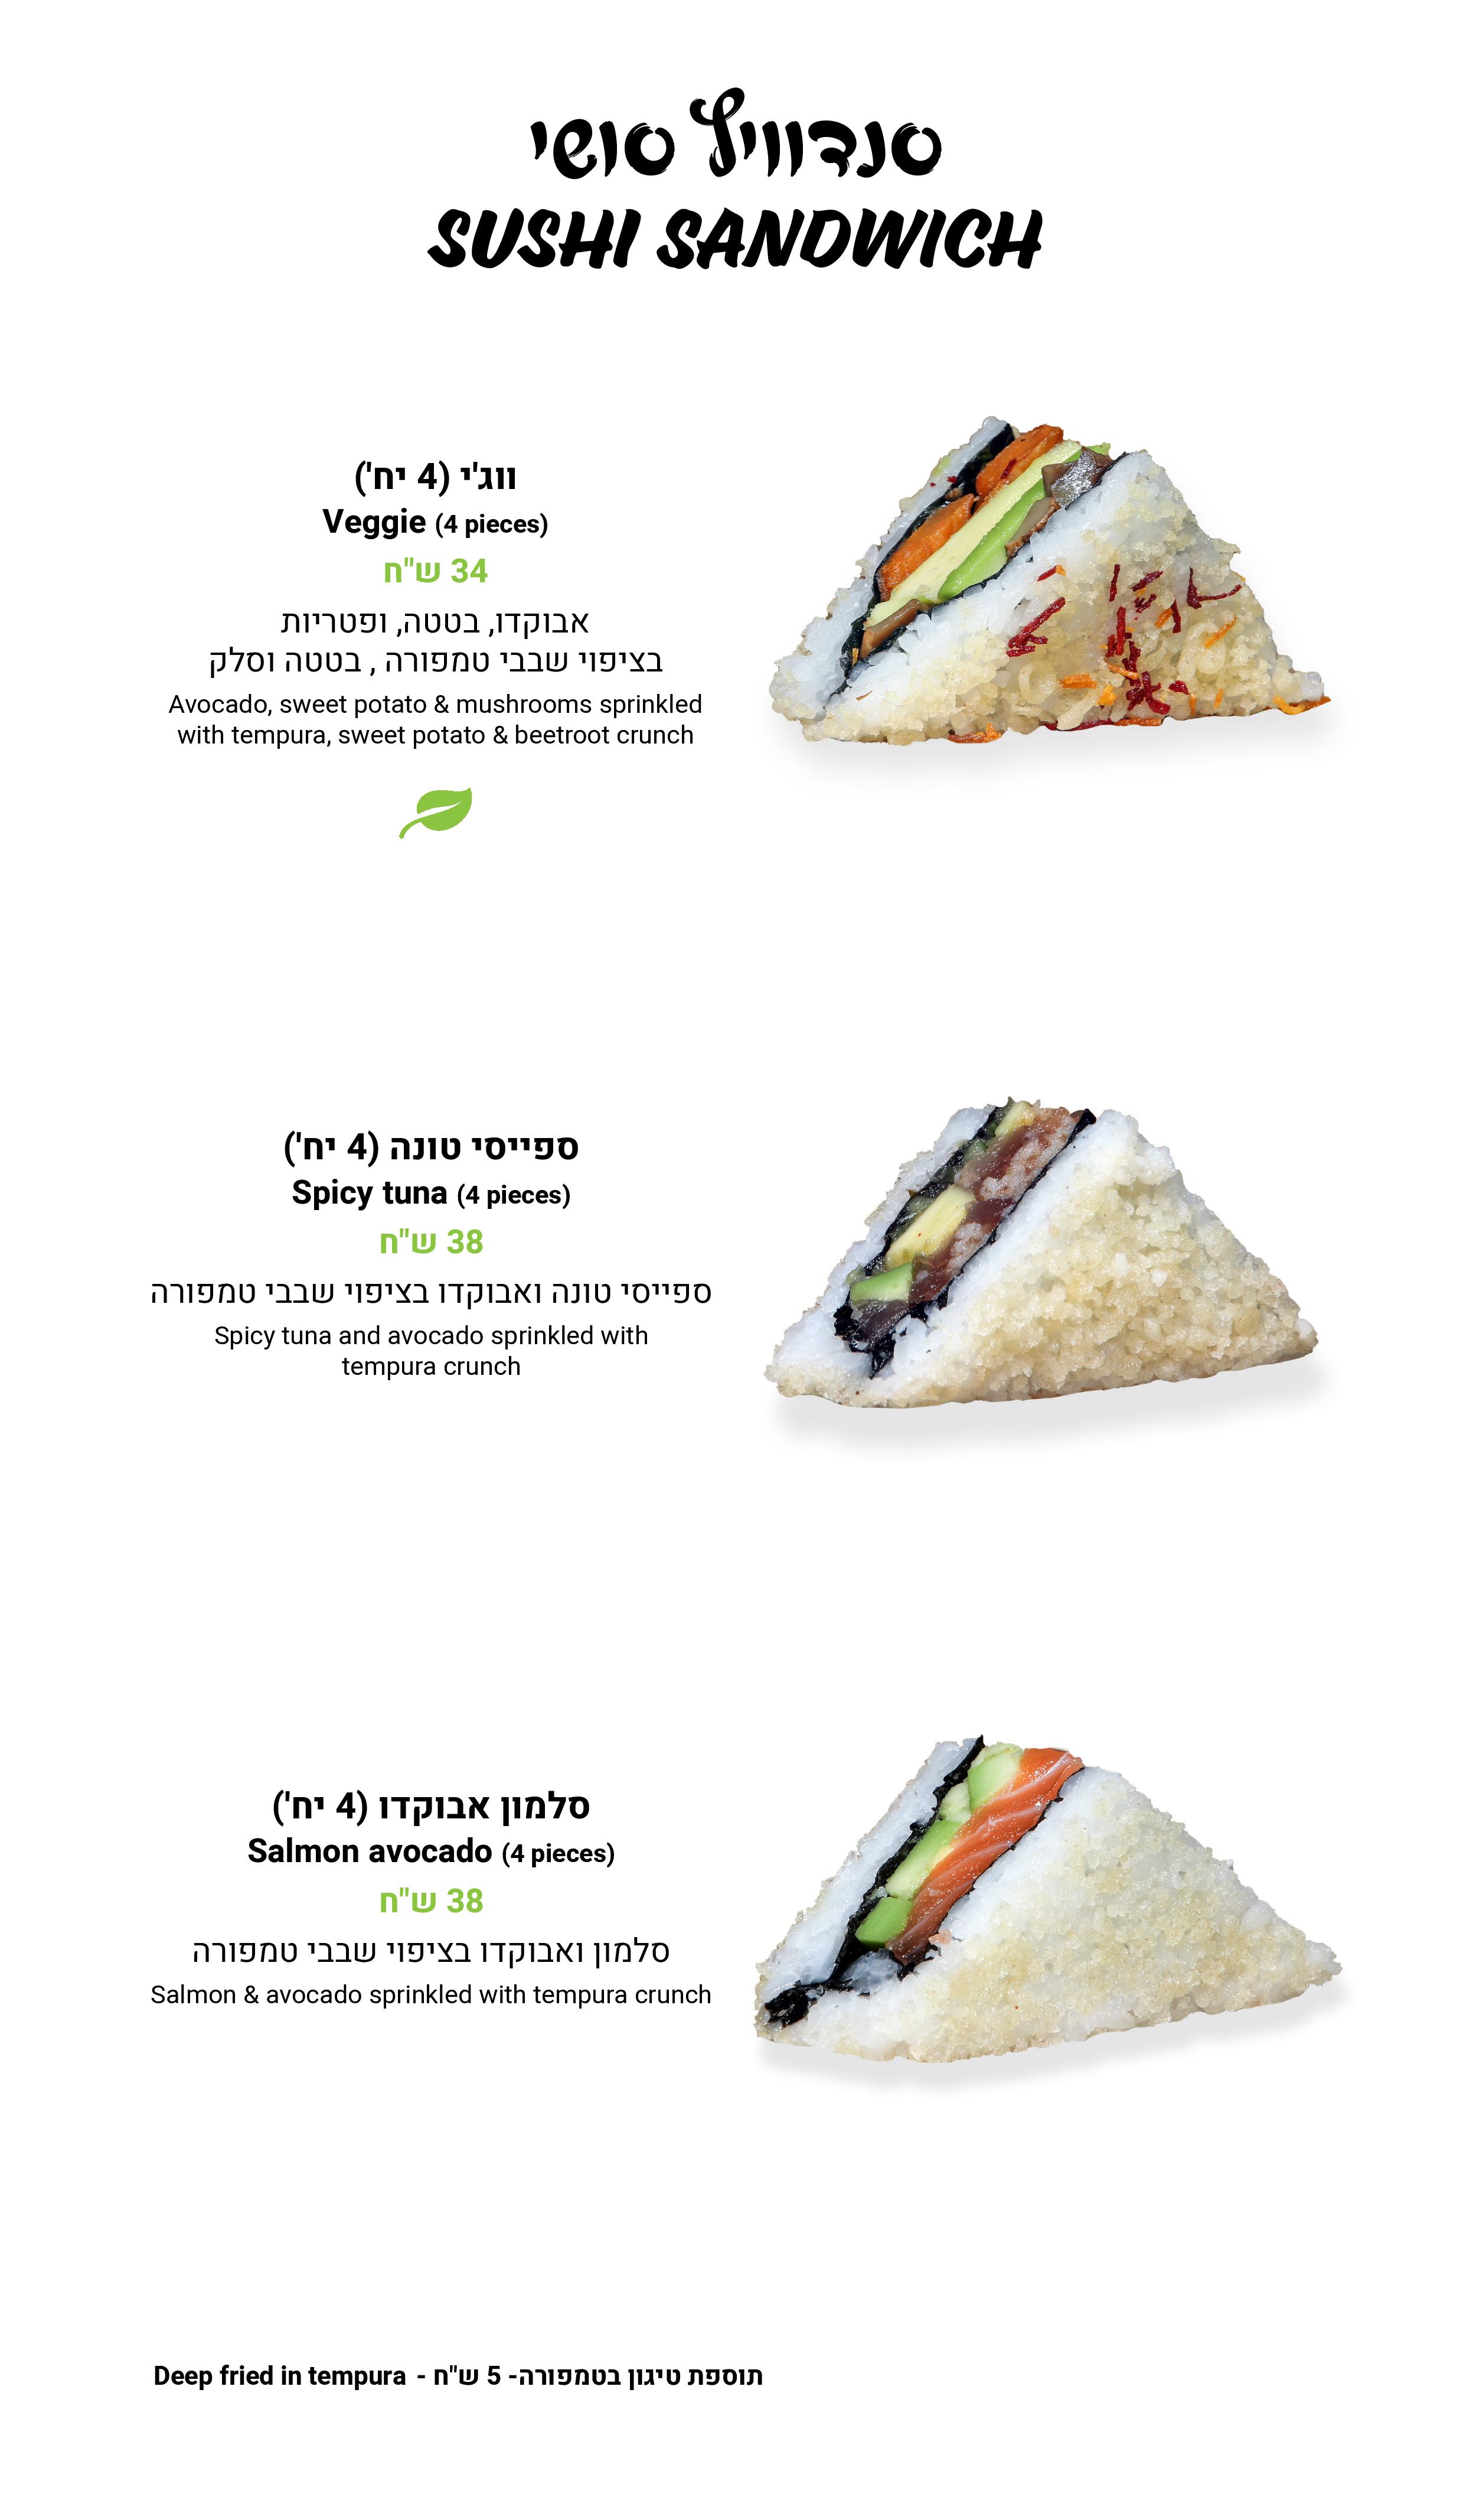 סנדוויץ סושי
SUSHI SANDWICH
ווג'י (4 יח')
Veggie (4 pieces)
34 ש"ח
אבוקדו, בטטה, ופטריות
בציפוי שבבי טמפורה , בטטה וסלק
Avocado, sweet potato & mushrooms sprinkled
with tempura, sweet potato & beetroot crunch
ספייסי טונה (4 יח')
Spicy tuna (4 pieces)
38 ש"ח
ספייסי טונה ואבוקדו בציפוי שבבי טמפורה
Spicy tuna and avocado sprinkled with
tempura crunch
סלמון אבוקדו (4 יח')
Salmon avocado (4 pieces)
38 ש"ח
סלמון ואבוקדו בציפוי שבבי טמפורה
Salmon & avocado sprinkled with tempura crunch
תוספת טיגון בטמפורה- 5 ש"ח - Deep fried in tempura